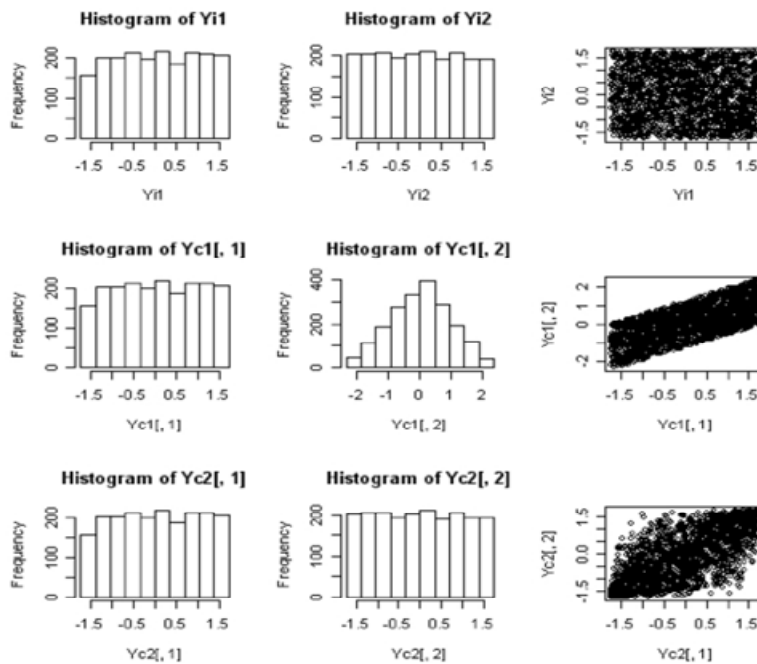 Histogram of Yi1
Frequency
0 100 200
-1.5 -0.5 0.5 1.5
Yi1
Histogram of Yi2
Frequency
0 100 200
-1.5 -0.5 0.5 1.5
Yi2
Yi2
-1.5 0.0 1.5
-1.5 0.5 1.5
Yi1
Histogram of Yc1[, 1]
Frequency
0 100 200
-1.5 -0.5 0.5 1.5
Yc1[, 1]
Histogram of Yc1[, 2]
Frequency
0 200 400
-2 -1 0 1 2
Yc1[, 2]
Yc1[, 2]
-2 0 1 2
-1.5 0.5 1.5
Yc1[, 1]
Histogram of Yc2[, 1]
Frequency
0 100 200
-1.5 -0.5 0.5 1.5
Yc2[, 1]
Histogram of Yc2[, 2]
Frequency
0 100 200
-1.5 -0.5 0.5 1.5
Yc2[, 2]
Yc2[, 2]
-1.5 0.0 1.5
-1.5 0.5 1.5
Yc2[, 1]